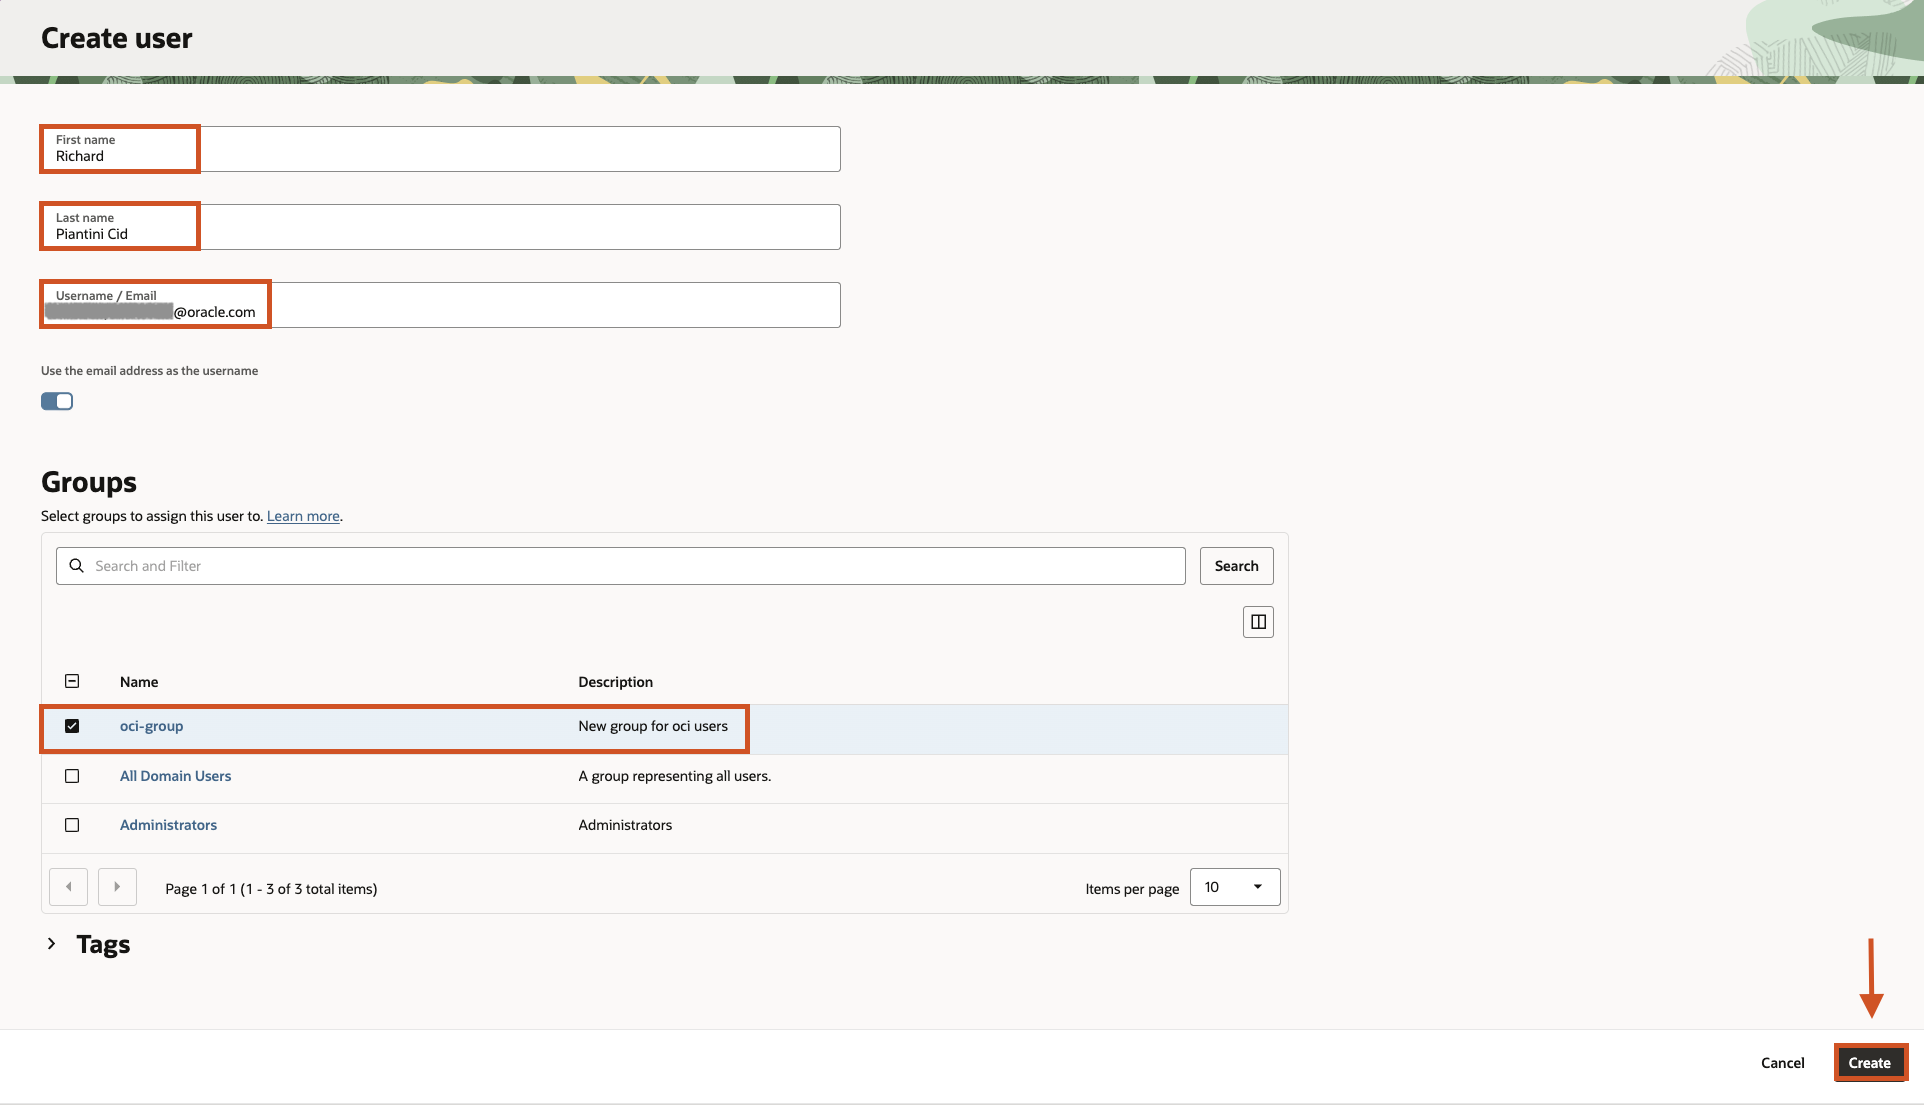 Create user
First name
Richard
Last name
Piantini Cid
Username / Email
@oracle.com
Use the email address as the username
Groups
Select groups to assign this user to. Learn more.
Search and Filter
Search
Name Description
oci-group New group for oci users
All Domain Users A group representing all users.
Administrators Administrators
Page 1 of 1 (1 - 3 of 3 total items) Items per page 10
Tags
Cancel Create